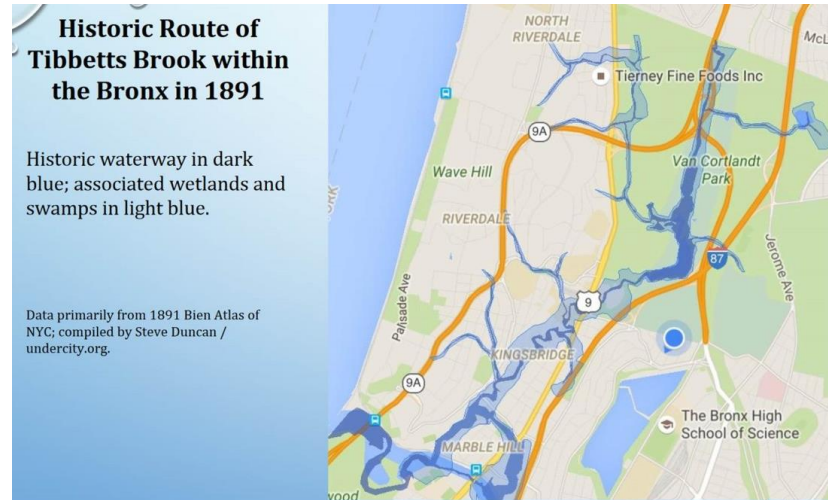 Historic Route of
Tibbetts Brook within
the Bronx in 1891
Historic waterway in dark
blue; associated wetlands and
swamps in light blue.
Data primarily from 1891 Bien Atlas of
NYC; compiled by Steve Duncan /
undercity.org.
NORTH
RIVERDALE
McL
Tierney Fine Foods Inc
9A
Van Cortlandt
Park
Wave Hill
RIVERDALE
Jerome Ave
87
Palisade Ave
9
KINGSBRIDGE
9A
The Bronx High
School of Science
MARBLE HILL
wood